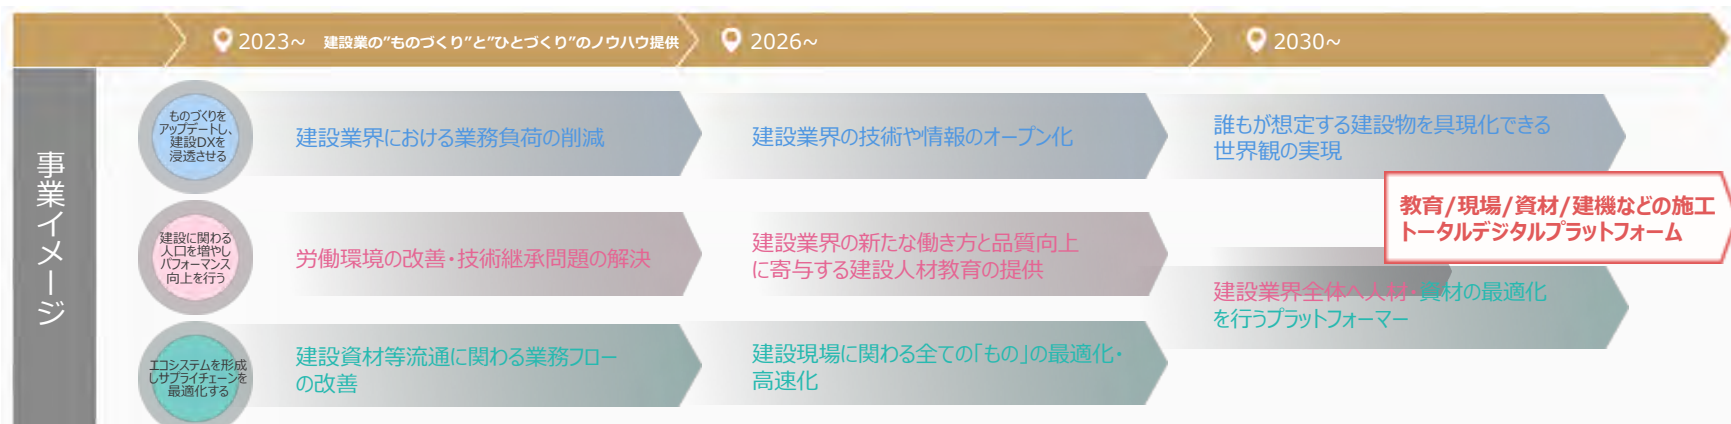 2023~ 建設業の"ものづくり"と"ひとづくり"のノウハウ提供
2026~
2030~
事業イメージ
ものづくりを
アップデートし、
建設DXを
浸透させる
建設業界における業務負荷の削減
建設業界の技術や情報のオープン化
誰もが想定する建設物を具現化できる
世界観の実現
教育/現場/資材/建機などの施工
トータルデジタルプラットフォーム
建設に関わる
人口を増やし
パフォーマンス
向上を行う
労働環境の改善・技術継承問題の解決
建設業界の新たな働き方と品質向上
に寄与する建設人材教育の提供
建設業界全体へ人材・資材の最適化
を行うプラットフォーマー
エコシステムを形成
しサプライチェーンを
最適化する
建設資材等流通に関わる業務フロー
の改善
建設現場に関わる全ての「もの」の最適化・
高速化